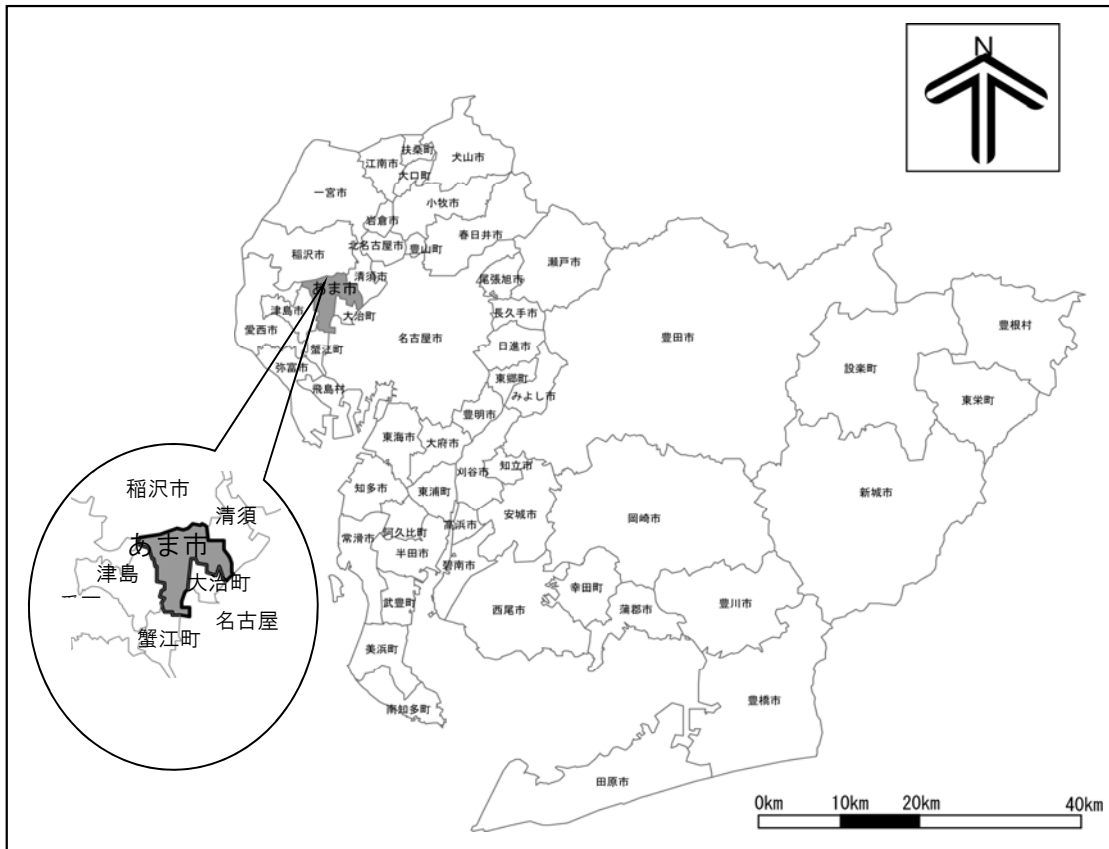 N
扶桑町
江南市
犬山市
大口町
一宮市
小牧市
岩倉市
春日井市
北名古屋市
豊山町
稲沢市
瀬戸市
清須市
尾張旭市
あま市
津島市
大治町
長久手市
愛西市
名古屋市
豊田市
豊根村
日進市
蟹江町
設楽町
弥富市
東郷町
飛島村
みよし市
東栄町
豊明市
東海市
大府市
刈谷市
知立市
知多市
東浦町
新城市
安城市
岡崎市
高浜市
常滑市
阿久比町
半田市
碧南市
幸田町
武豊町
西尾市
蒲郡市
豊川市
美浜町
豊橋市
南知多町
田原市
稲沢市
清須
あま市
津島
大治町
名古屋
蟹江町
0km 10km 20km 40km